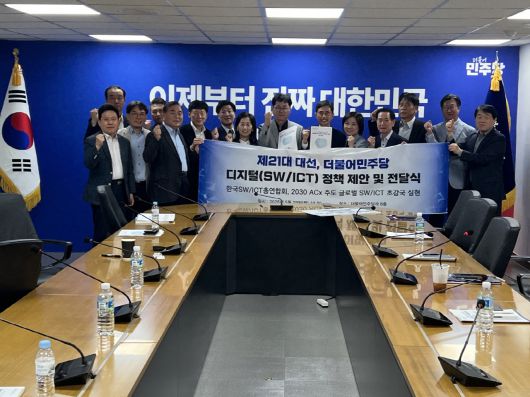 더불어
민주당
이제부터 진짜 대한민국
제21대 대선, 더불어민주당
디지털(SW/ICT) 정책 제안 및 전달식
한국SW/ICT총연합회, 2030 ACx 주도 글로벌 SW/ICT 초강국 실현